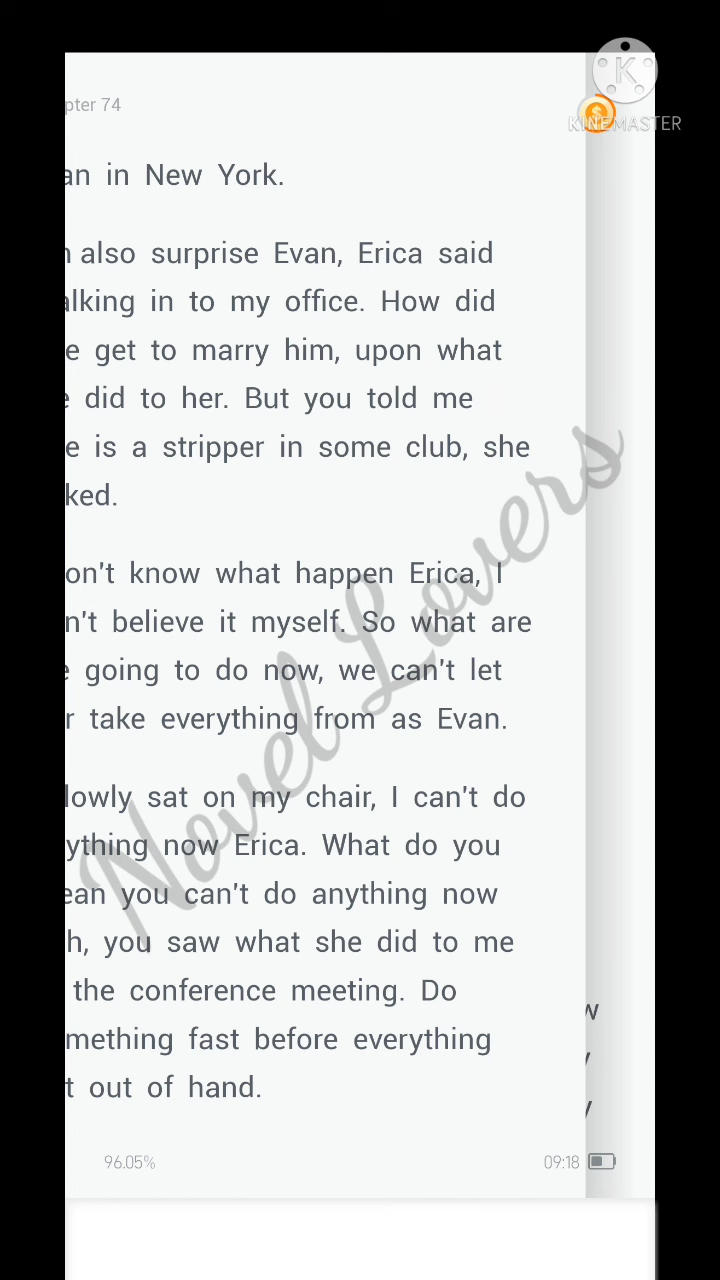 pter 74
KINEMASTER
an in New York.
also surprise Evan, Erica said
alking in to my office. How did
e get to marry him, upon what
e did to her. But you told me
e is a stripper in some club, she
ked.
on't know what happen Erica, I
n't believe it myself. So what are
e going to do now, we can't let
r take everything from as Evan.
lowly sat on my chair, I can't do
ything now Erica. What do you
ean you can't do anything now
h, you saw what she did to me
the conference meeting. Do
mething fast before everything
t out of hand.
Novel Lovers
w
y
y
96.05%
09:18